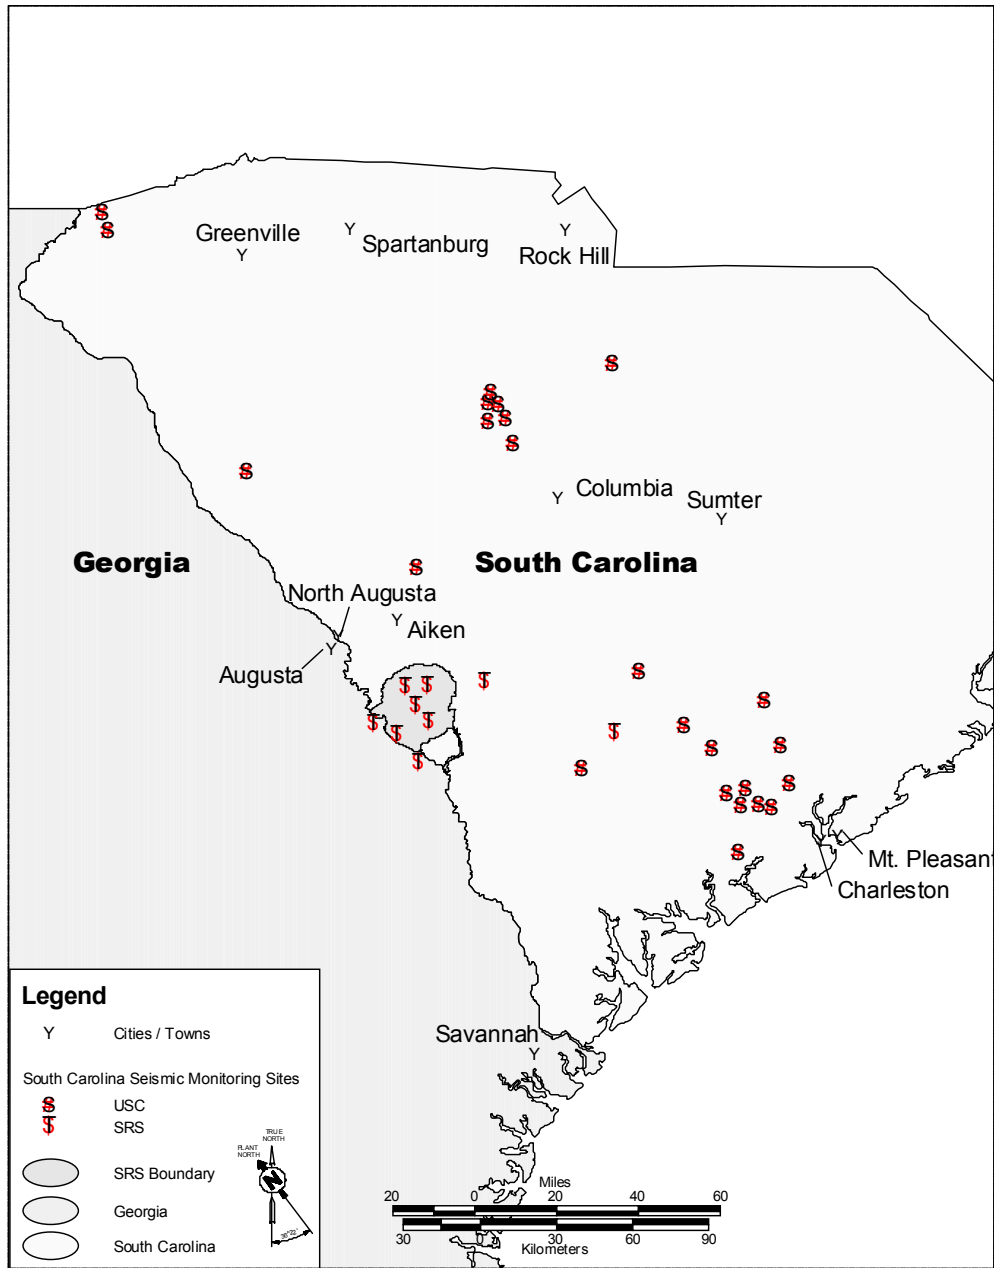 Greenville
Spartanburg
Rock Hill
Columbia
Sumter
Georgia
South Carolina
North Augusta
Aiken
Augusta
Mt. Pleasant
Charleston
Savannah
Legend
Y Cities / Towns
South Carolina Seismic Monitoring Sites
USC
SRS
SRS Boundary
Georgia
South Carolina
TRUE
NORTH
PLANT
NORTH
N
Miles
20 0 20 40 60
30 0 30 60 90
Kilometers